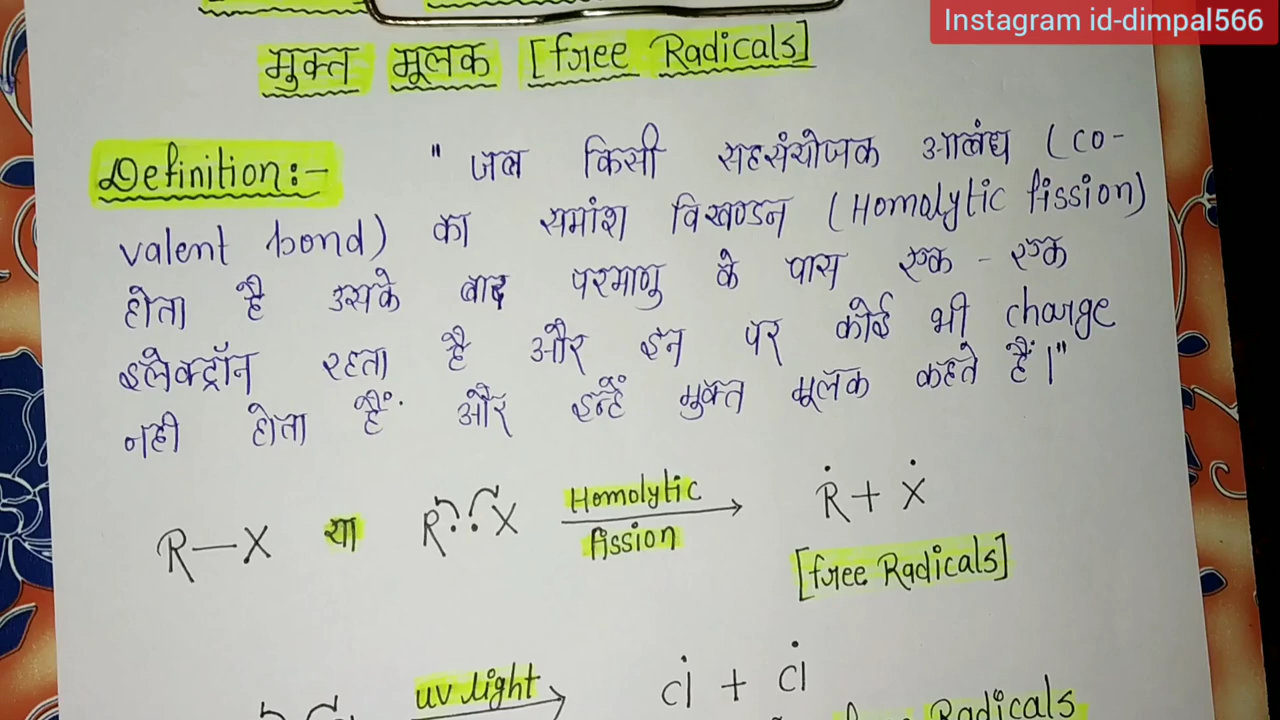 Instagram id-dimpal566
मुक्त मूलक [free Radicals]
Definition:- " जब किसी सहसंयोजक आबंध (co-
valent bond) का समांश विखण्डन (Homolytic fission)
होता है उसके बाद परमाणु के पास एक - एक
इलेक्ट्रॉन रहता है और इन पर कोई भी charge
नही होता है. और इन्हें मुक्त मूलक कहते हैं।"
R—X या R:X Homolytic fission → Ṙ + Ẋ
[free Radicals]
uv light → Ċl + Ċl
free Radicals